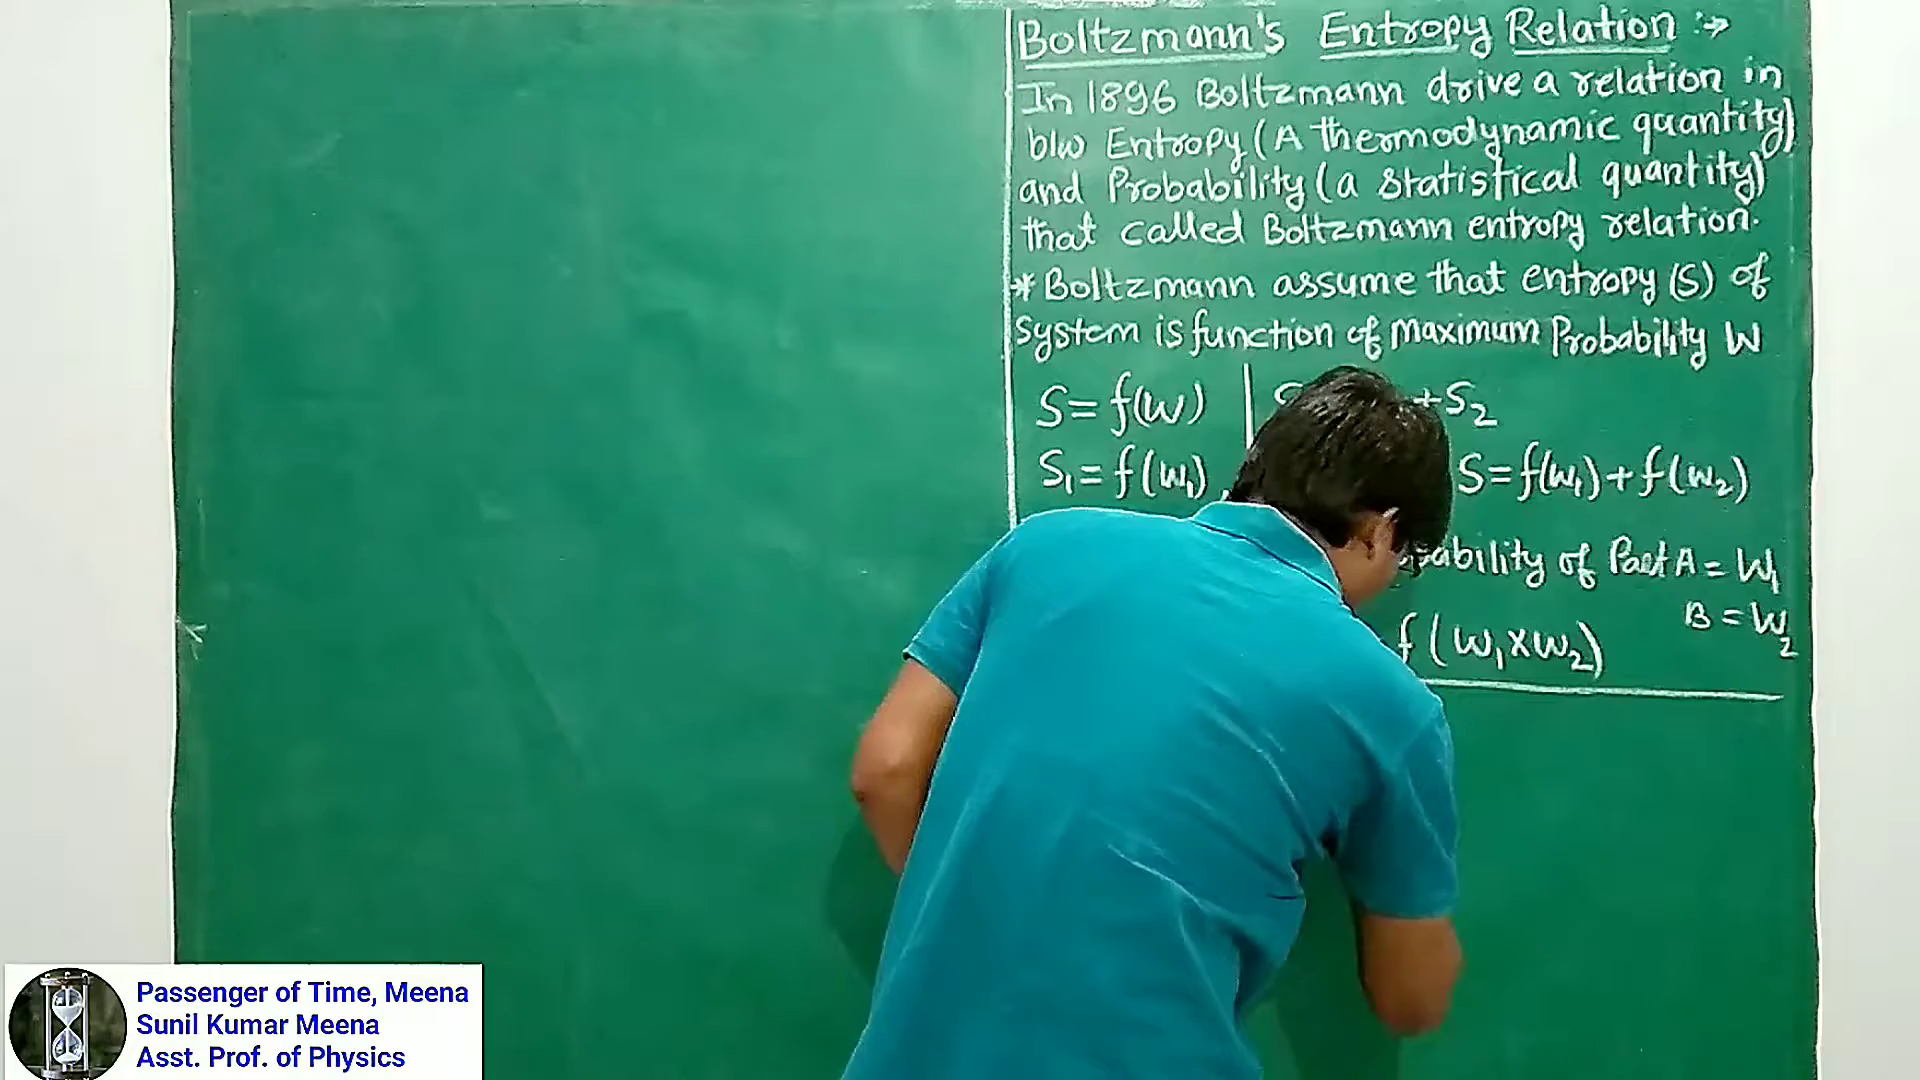 Boltzmann's Entropy Relation :→
In 1896 Boltzmann drive a relation in
b/w Entropy (A thermodynamic quantity)
and Probability (a Statistical quantity)
that called Boltzmann entropy relation.
* Boltzmann assume that entropy (S) of
System is function of maximum Probability W
S = f(W)
+S₂
S₁ = f(W₁)
S = f(W₁) + f(W₂)
of Part A = W₁
B = W₂
f (W₁ x W₂)
Passenger of Time, Meena
Sunil Kumar Meena
Asst. Prof. of Physics